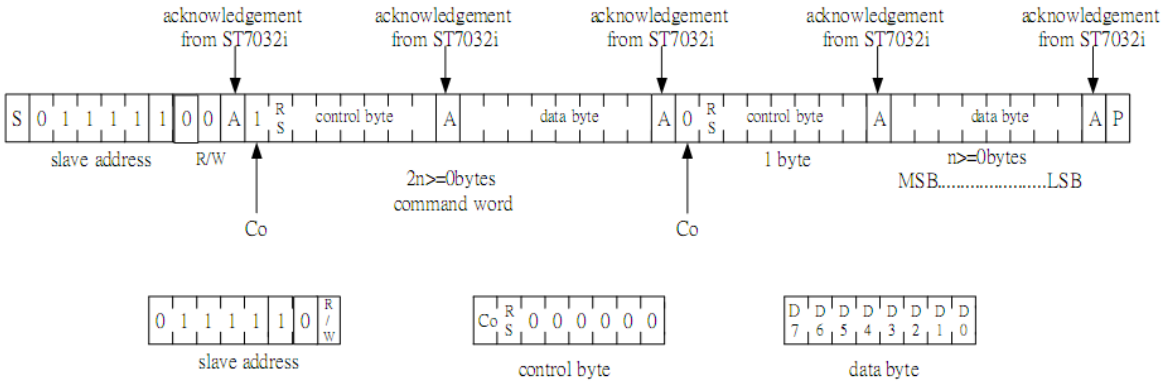 acknowledgement acknowledgement acknowledgement acknowledgement acknowledgement
from ST7032i from ST7032i from ST7032i from ST7032i from ST7032i
S 0 1 1 1 1 1 0 0 A 1 RS control byte A data byte A 0 RS control byte A data byte A P
slave address R/W 1 byte n>=0bytes
2n>=0bytes MSB......................LSB
command word
Co Co
0 1 1 1 1 1 0 R/W Co RS 0 0 0 0 0 0 D7 D6 D5 D4 D3 D2 D1 D0
slave address control byte data byte